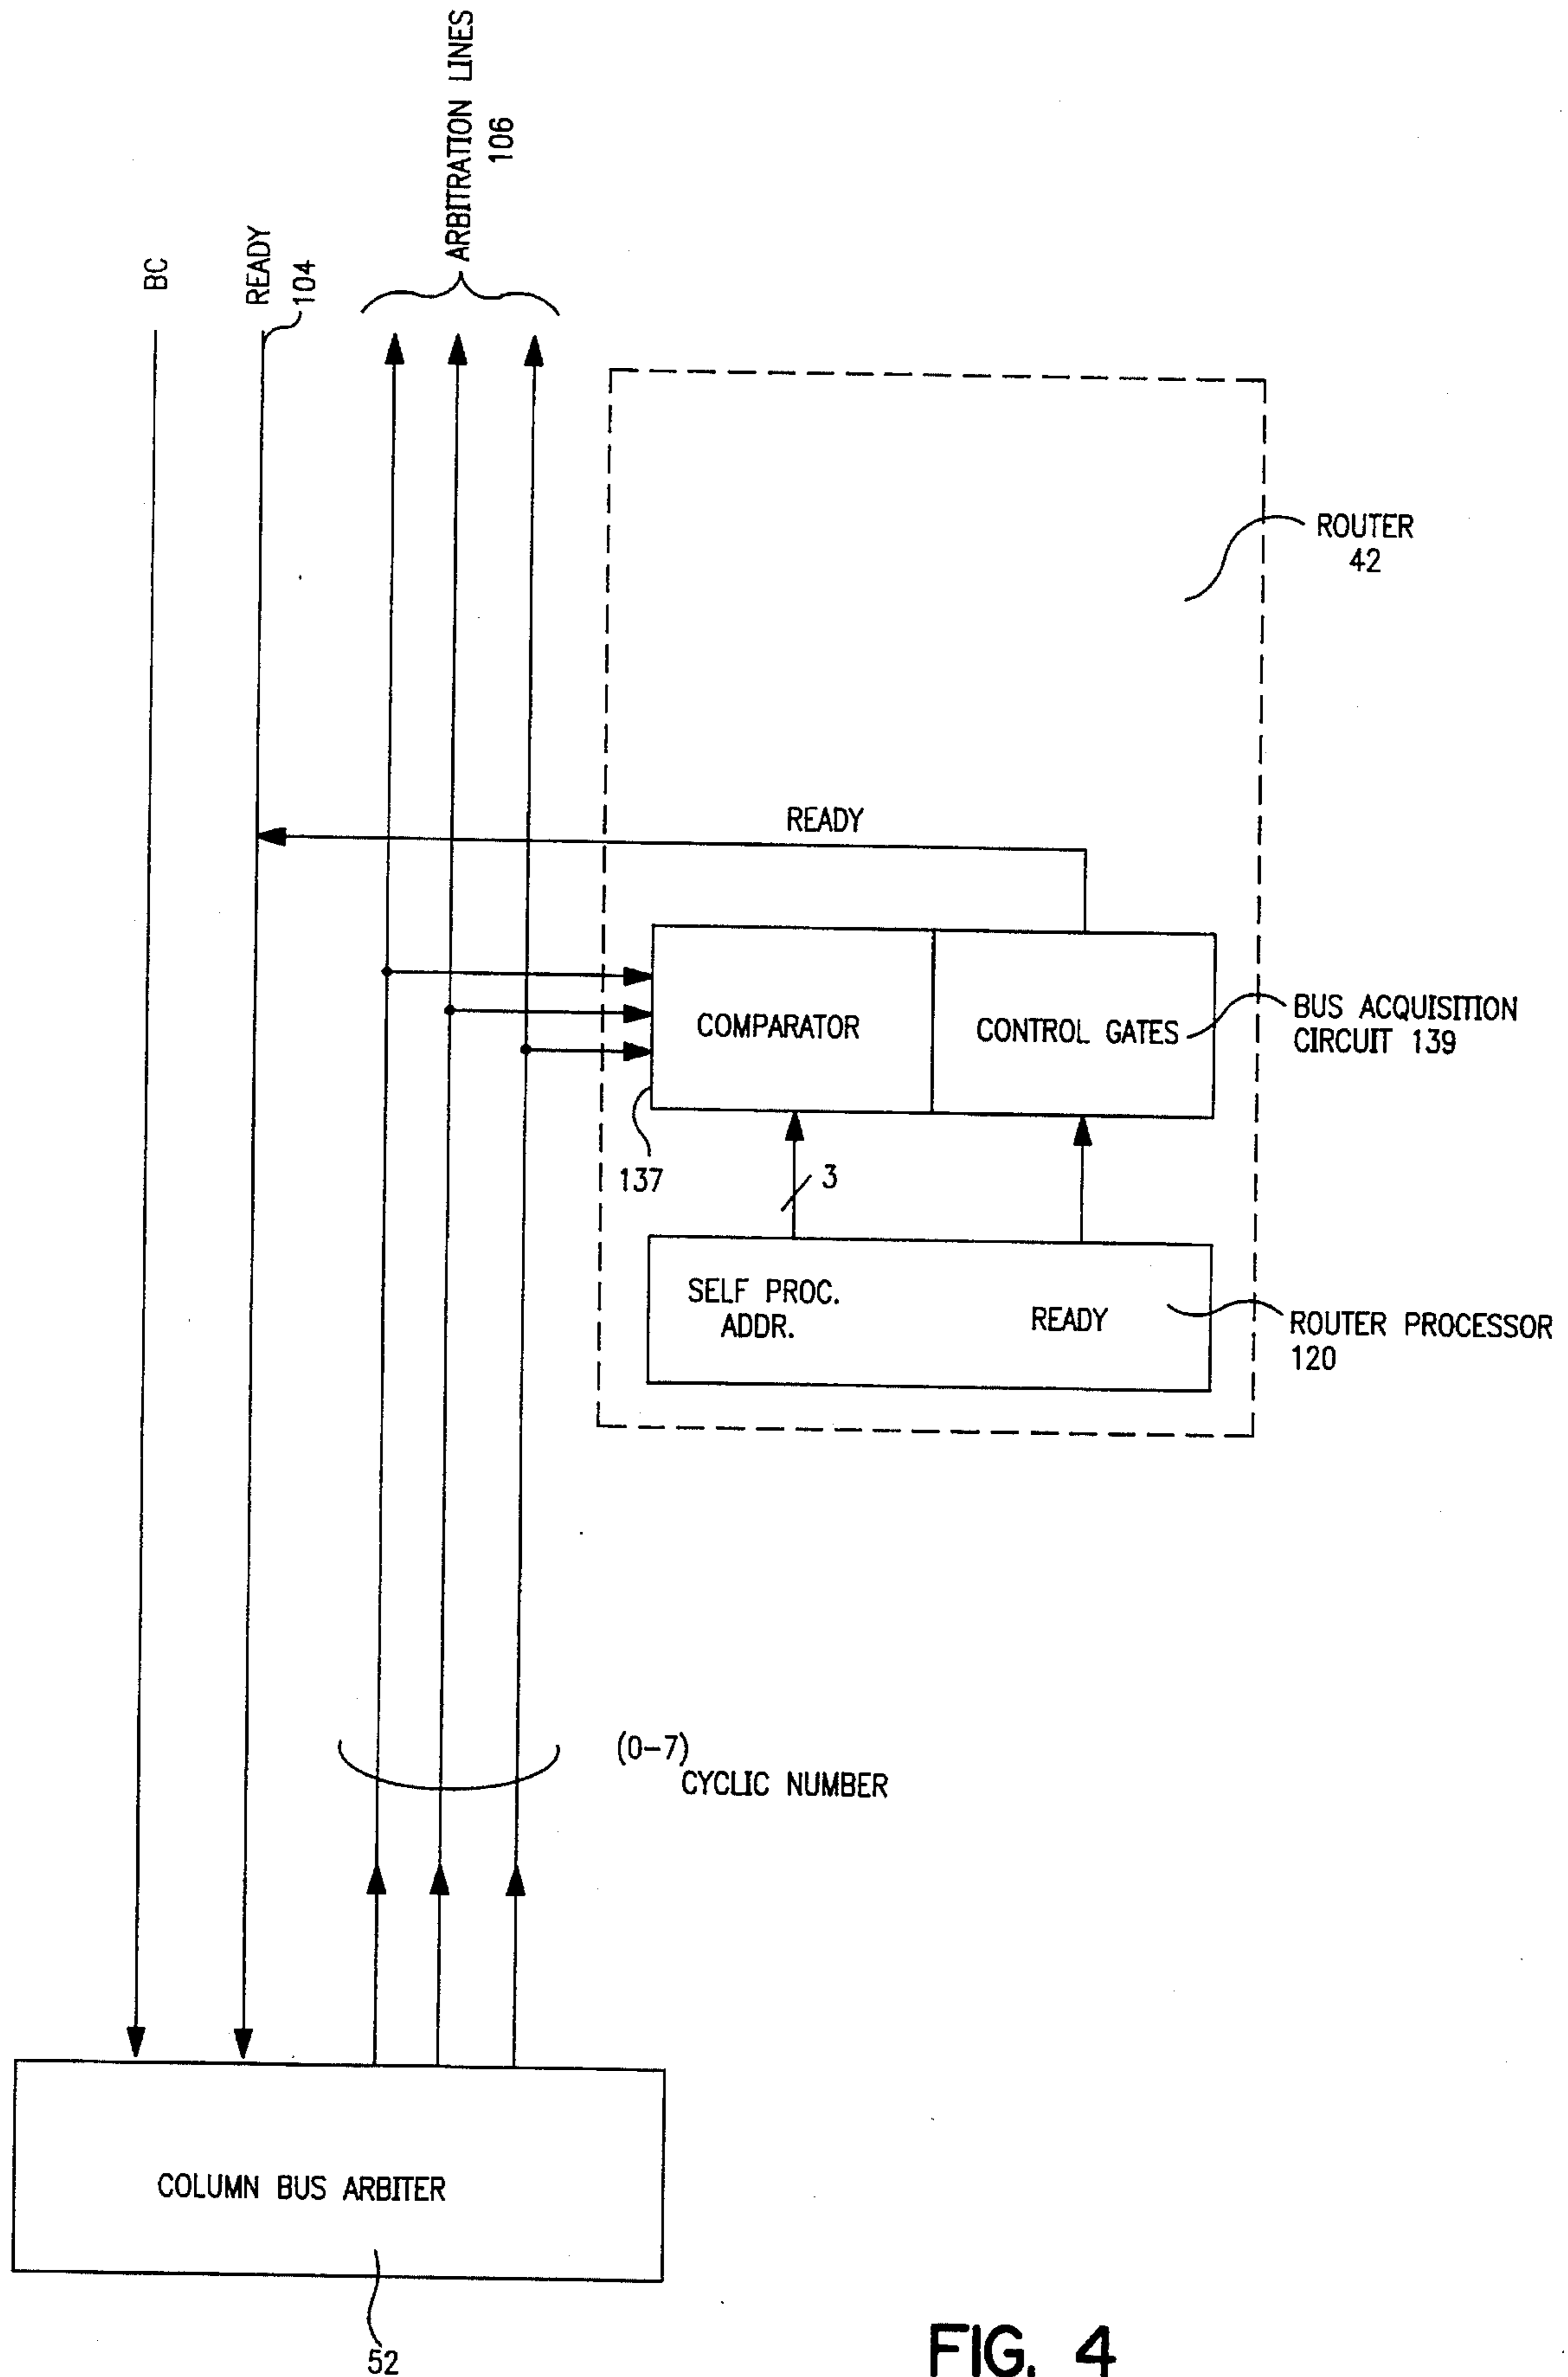 BC
READY
104
ARBITRATION LINES
106
ROUTER
42
READY
COMPARATOR
CONTROL GATES
BUS ACQUISITION
CIRCUIT 139
137
3
SELF PROC.
ADDR.
READY
ROUTER PROCESSOR
120
(0-7)
CYCLIC NUMBER
COLUMN BUS ARBITER
52
FIG. 4